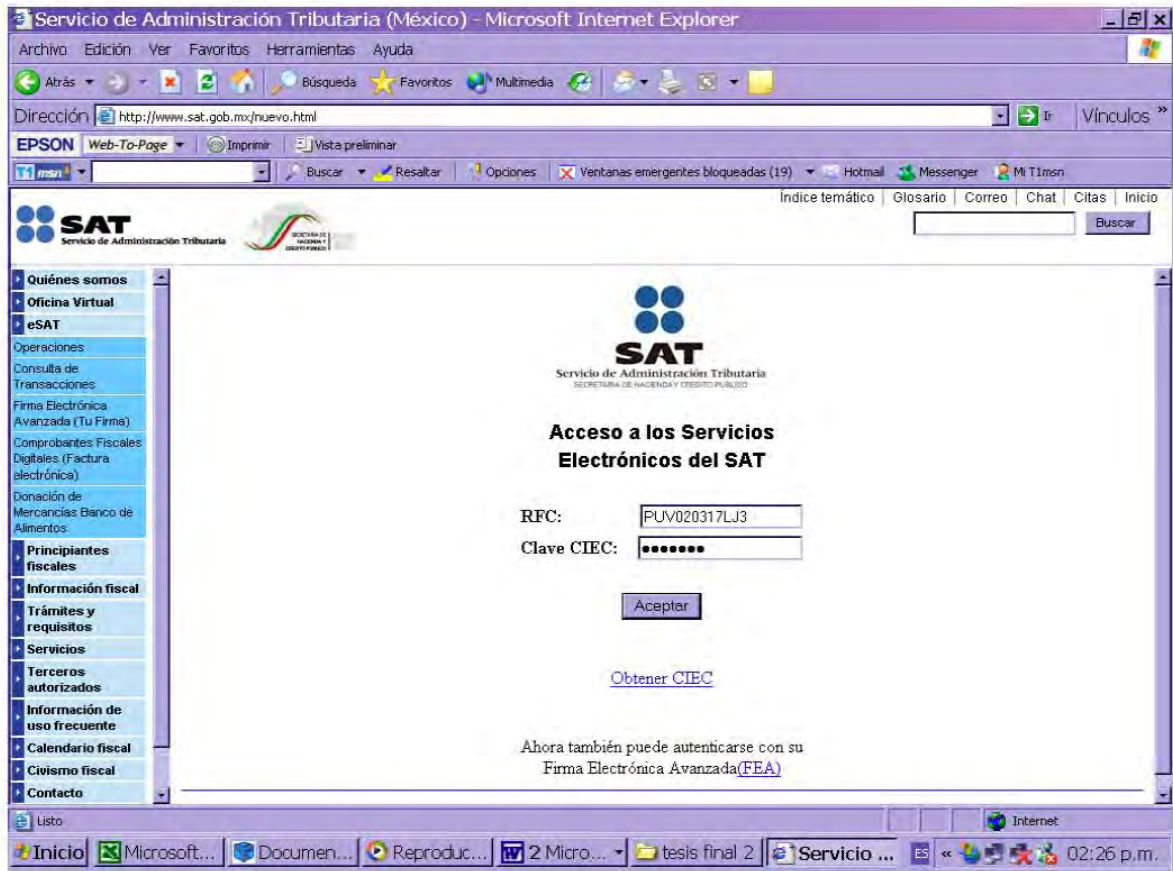 Servicio de Administración Tributaria (México) - Microsoft Internet Explorer
Archivo Edición Ver Favoritos Herramientas Ayuda
Atrás Búsqueda Favoritos Multimedia
Dirección http://www.sat.gob.mx/nuevo.html Ir Vínculos »
EPSON Web-To-Page Imprimir Vista preliminar
T1msn Buscar Resaltar Opciones Ventanas emergentes bloqueadas (19) Hotmail Messenger Mi T1msn
Índice temático | Glosario | Correo | Chat | Citas | Inicio
Buscar
SAT
Servicio de Administración Tributaria
SECRETARIA DE
HACIENDA Y
CREDITO PUBLICO
Quiénes somos
Oficina Virtual
eSAT
Operaciones
Consulta de
Transacciones
Firma Electrónica
Avanzada (Tu Firma)
Comprobantes Fiscales
Digitales (Factura
electrónica)
Donación de
Mercancías Banco de
Alimentos
Principiantes
fiscales
Información fiscal
Trámites y
requisitos
Servicios
Terceros
autorizados
Información de
uso frecuente
Calendario fiscal
Civismo fiscal
Contacto
SAT
Servicio de Administración Tributaria
SECRETARIA DE HACIENDA Y CREDITO PUBLICO
Acceso a los Servicios
Electrónicos del SAT
RFC: PUV020317LJ3
Clave CIEC: •••••••
Aceptar
Obtener CIEC
Ahora también puede autenticarse con su
Firma Electrónica Avanzada(FEA)
Listo Internet
Inicio Microsoft... Documen... Reproduc... 2 Micro... tesis final 2 Servicio ... ES « 02:26 p.m.